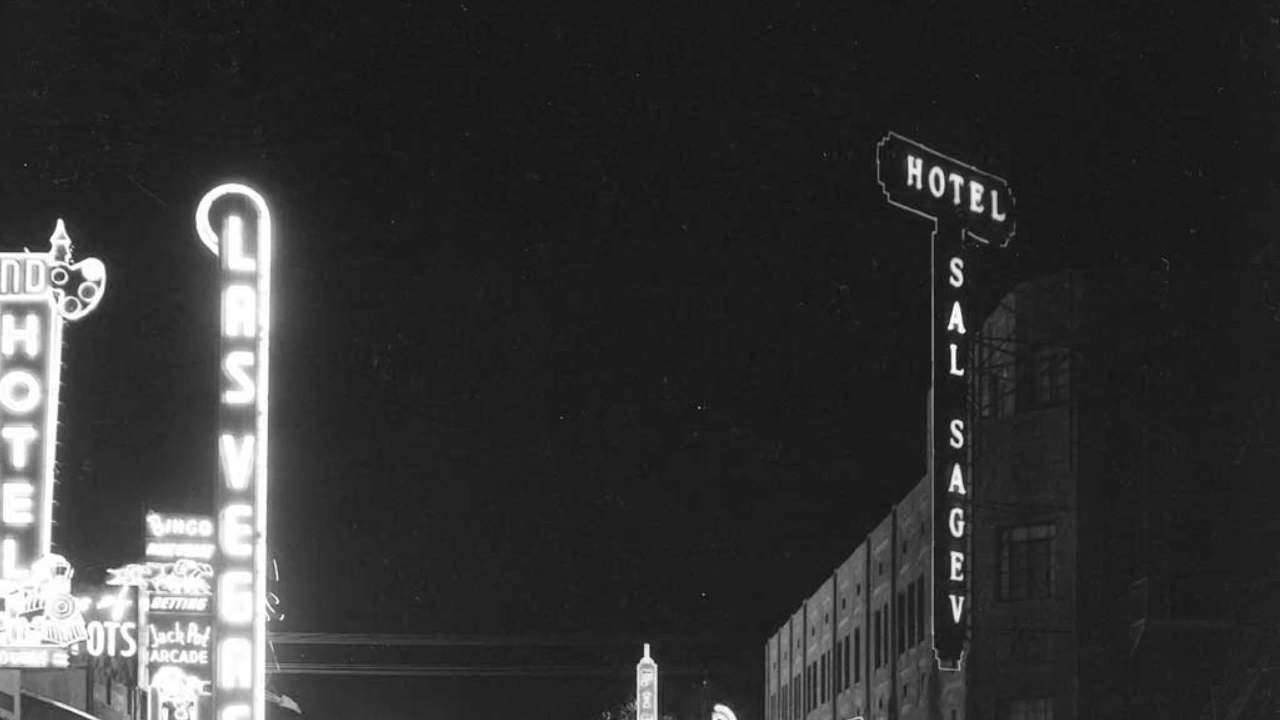 ND
HOTEL
LAS VEGAS
BINGO
BETTING
Jack Pot
ARCADE
OTS
HOTEL
SAL SAGEV